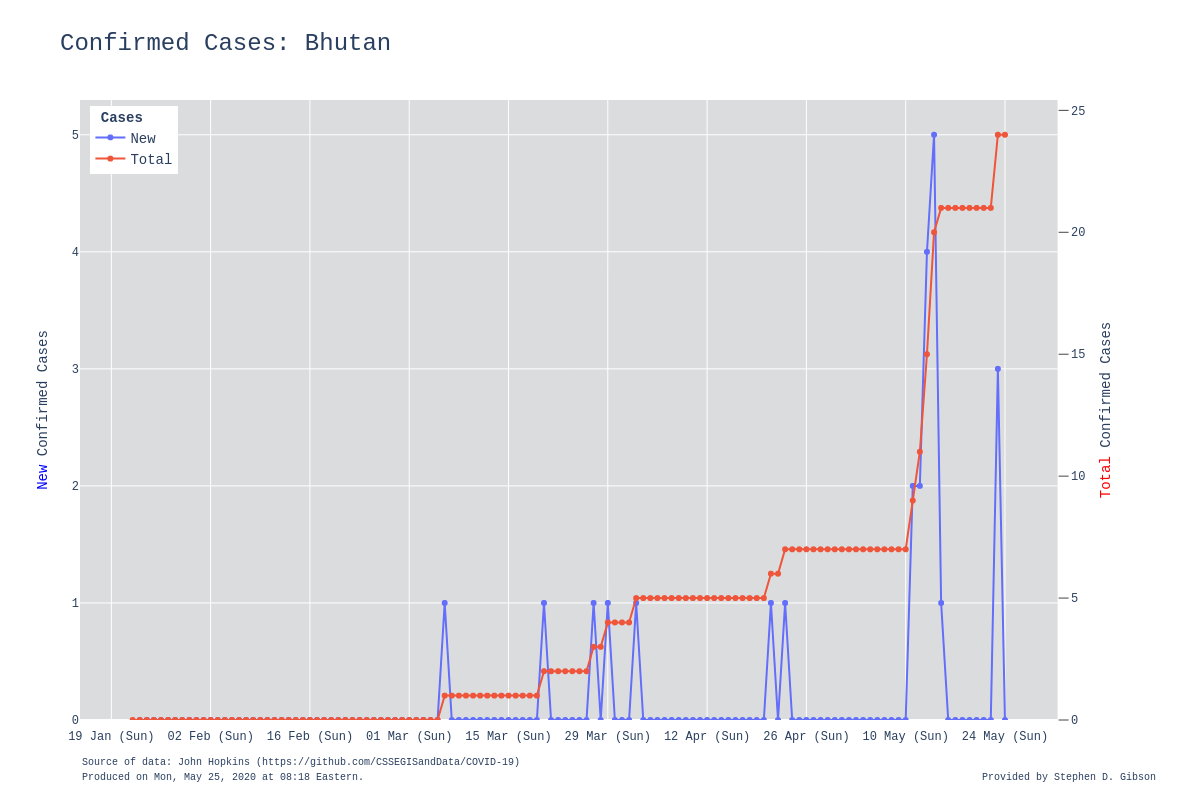 Confirmed Cases: Bhutan
Cases
New
Total
5
4
3
2
1
0
25
20
15
10
5
0
New Confirmed Cases
Total Confirmed Cases
19 Jan (Sun) 02 Feb (Sun) 16 Feb (Sun) 01 Mar (Sun) 15 Mar (Sun) 29 Mar (Sun) 12 Apr (Sun) 26 Apr (Sun) 10 May (Sun) 24 May (Sun)
Source of data: John Hopkins (https://github.com/CSSEGISandData/COVID-19)
Produced on Mon, May 25, 2020 at 08:18 Eastern.
Provided by Stephen D. Gibson